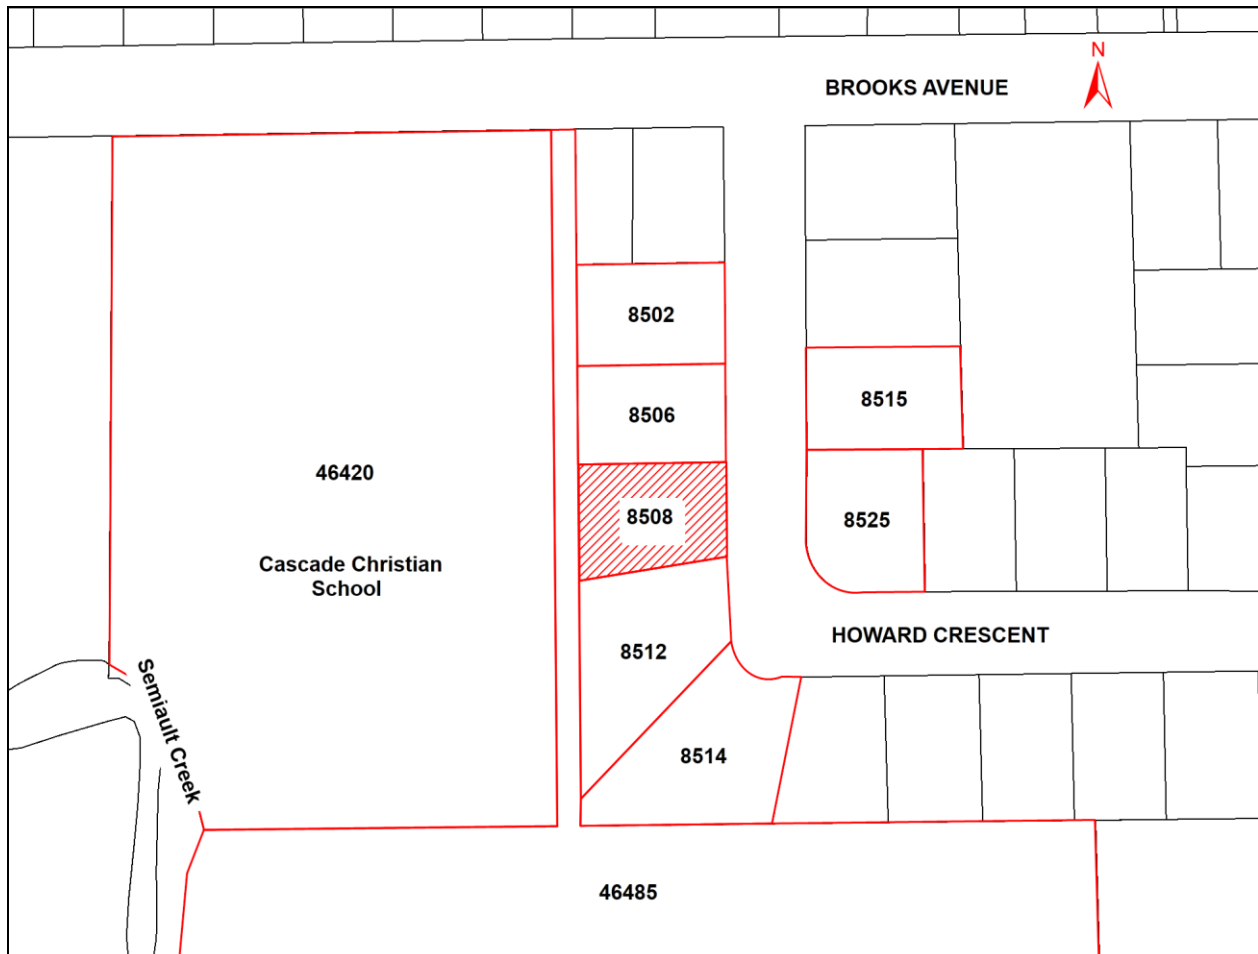 N
BROOKS AVENUE
8502
8515
8506
46420
8508
8525
Cascade Christian
School
HOWARD CRESCENT
8512
Semiault Creek
8514
46485